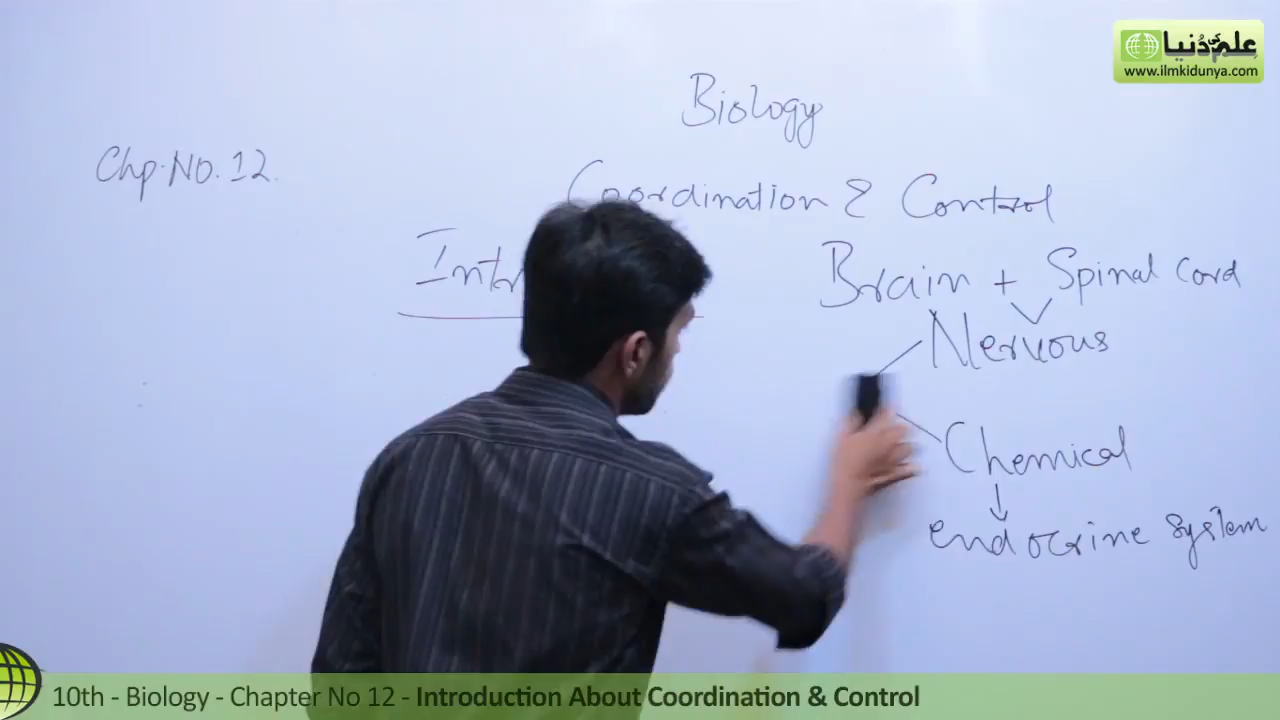 علم کی دنیا
www.ilmkidunya.com
Biology
Chp. No. 12.
Coordination & Control
Brain + Spinal Cord
Nervous
Chemical
endocrine system
10th - Biology - Chapter No 12 - Introduction About Coordination & Control